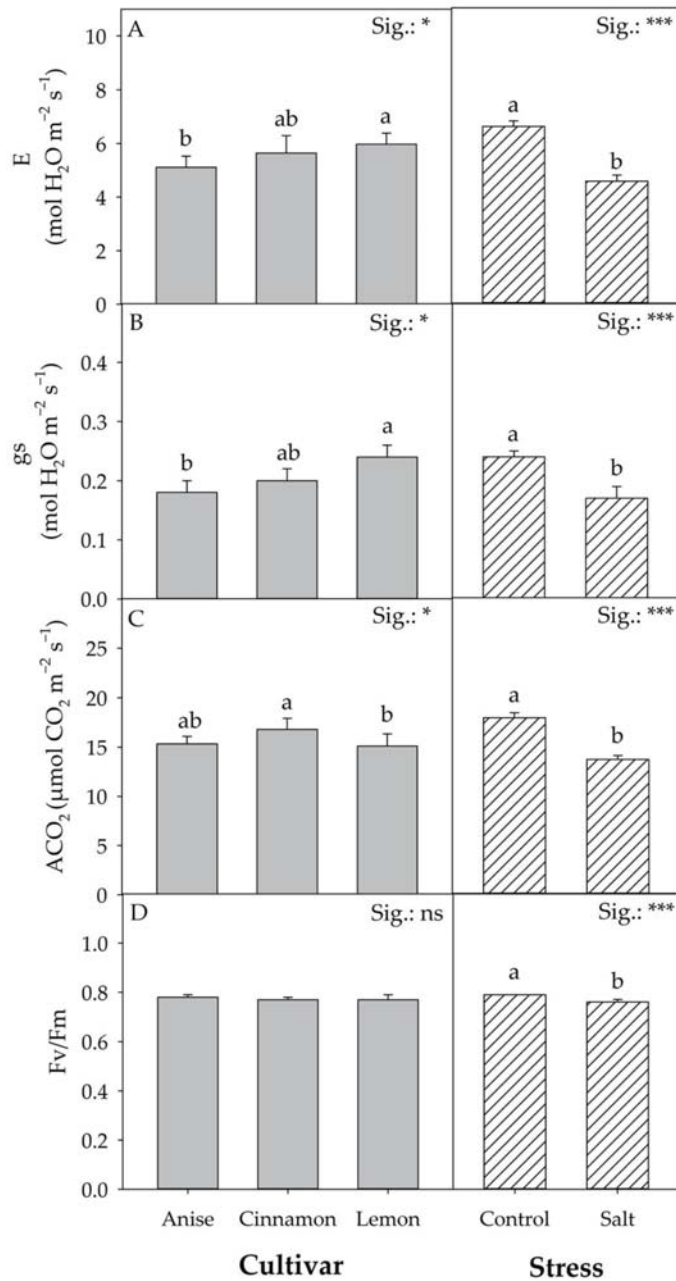 A
Sig.: *
Sig.: ***
E
(mol H₂O m⁻² s⁻¹)
10
8
6
4
2
0
b
ab
a
a
b
B
Sig.: *
Sig.: ***
gs
(mol H₂O m⁻² s⁻¹)
0.4
0.3
0.2
0.1
0.0
b
ab
a
a
b
C
Sig.: *
Sig.: ***
ACO₂ (µmol CO₂ m⁻² s⁻¹)
25
20
15
10
5
0
ab
a
b
a
b
D
Sig.: ns
Sig.: ***
Fv/Fm
1.0
0.8
0.6
0.4
0.2
0.0
a
b
Anise Cinnamon Lemon Control Salt
Cultivar Stress